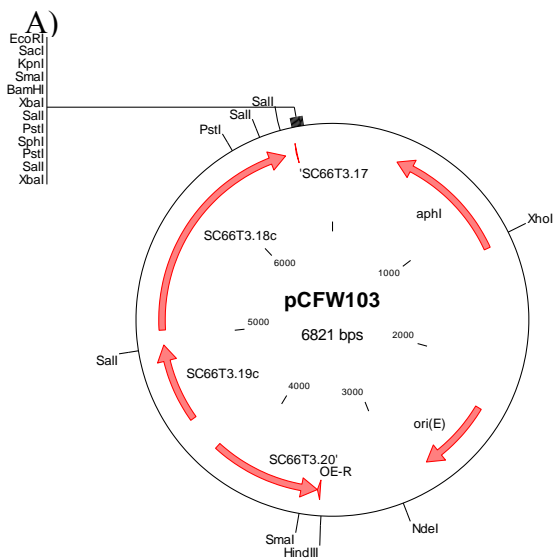 A)
EcoRI
SacI
KpnI
SmaI
BamHI
XbaI
SalI
PstI
SphI
PstI
SalI
XbaI
SalI
SalI
PstI
'SC66T3.17
aphI
XhoI
SC66T3.18c
6000
1000
pCFW103
6821 bps
5000
2000
SalI
SC66T3.19c
4000
3000
ori(E)
SC66T3.20'
OE-R
NdeI
SmaI
HindIII